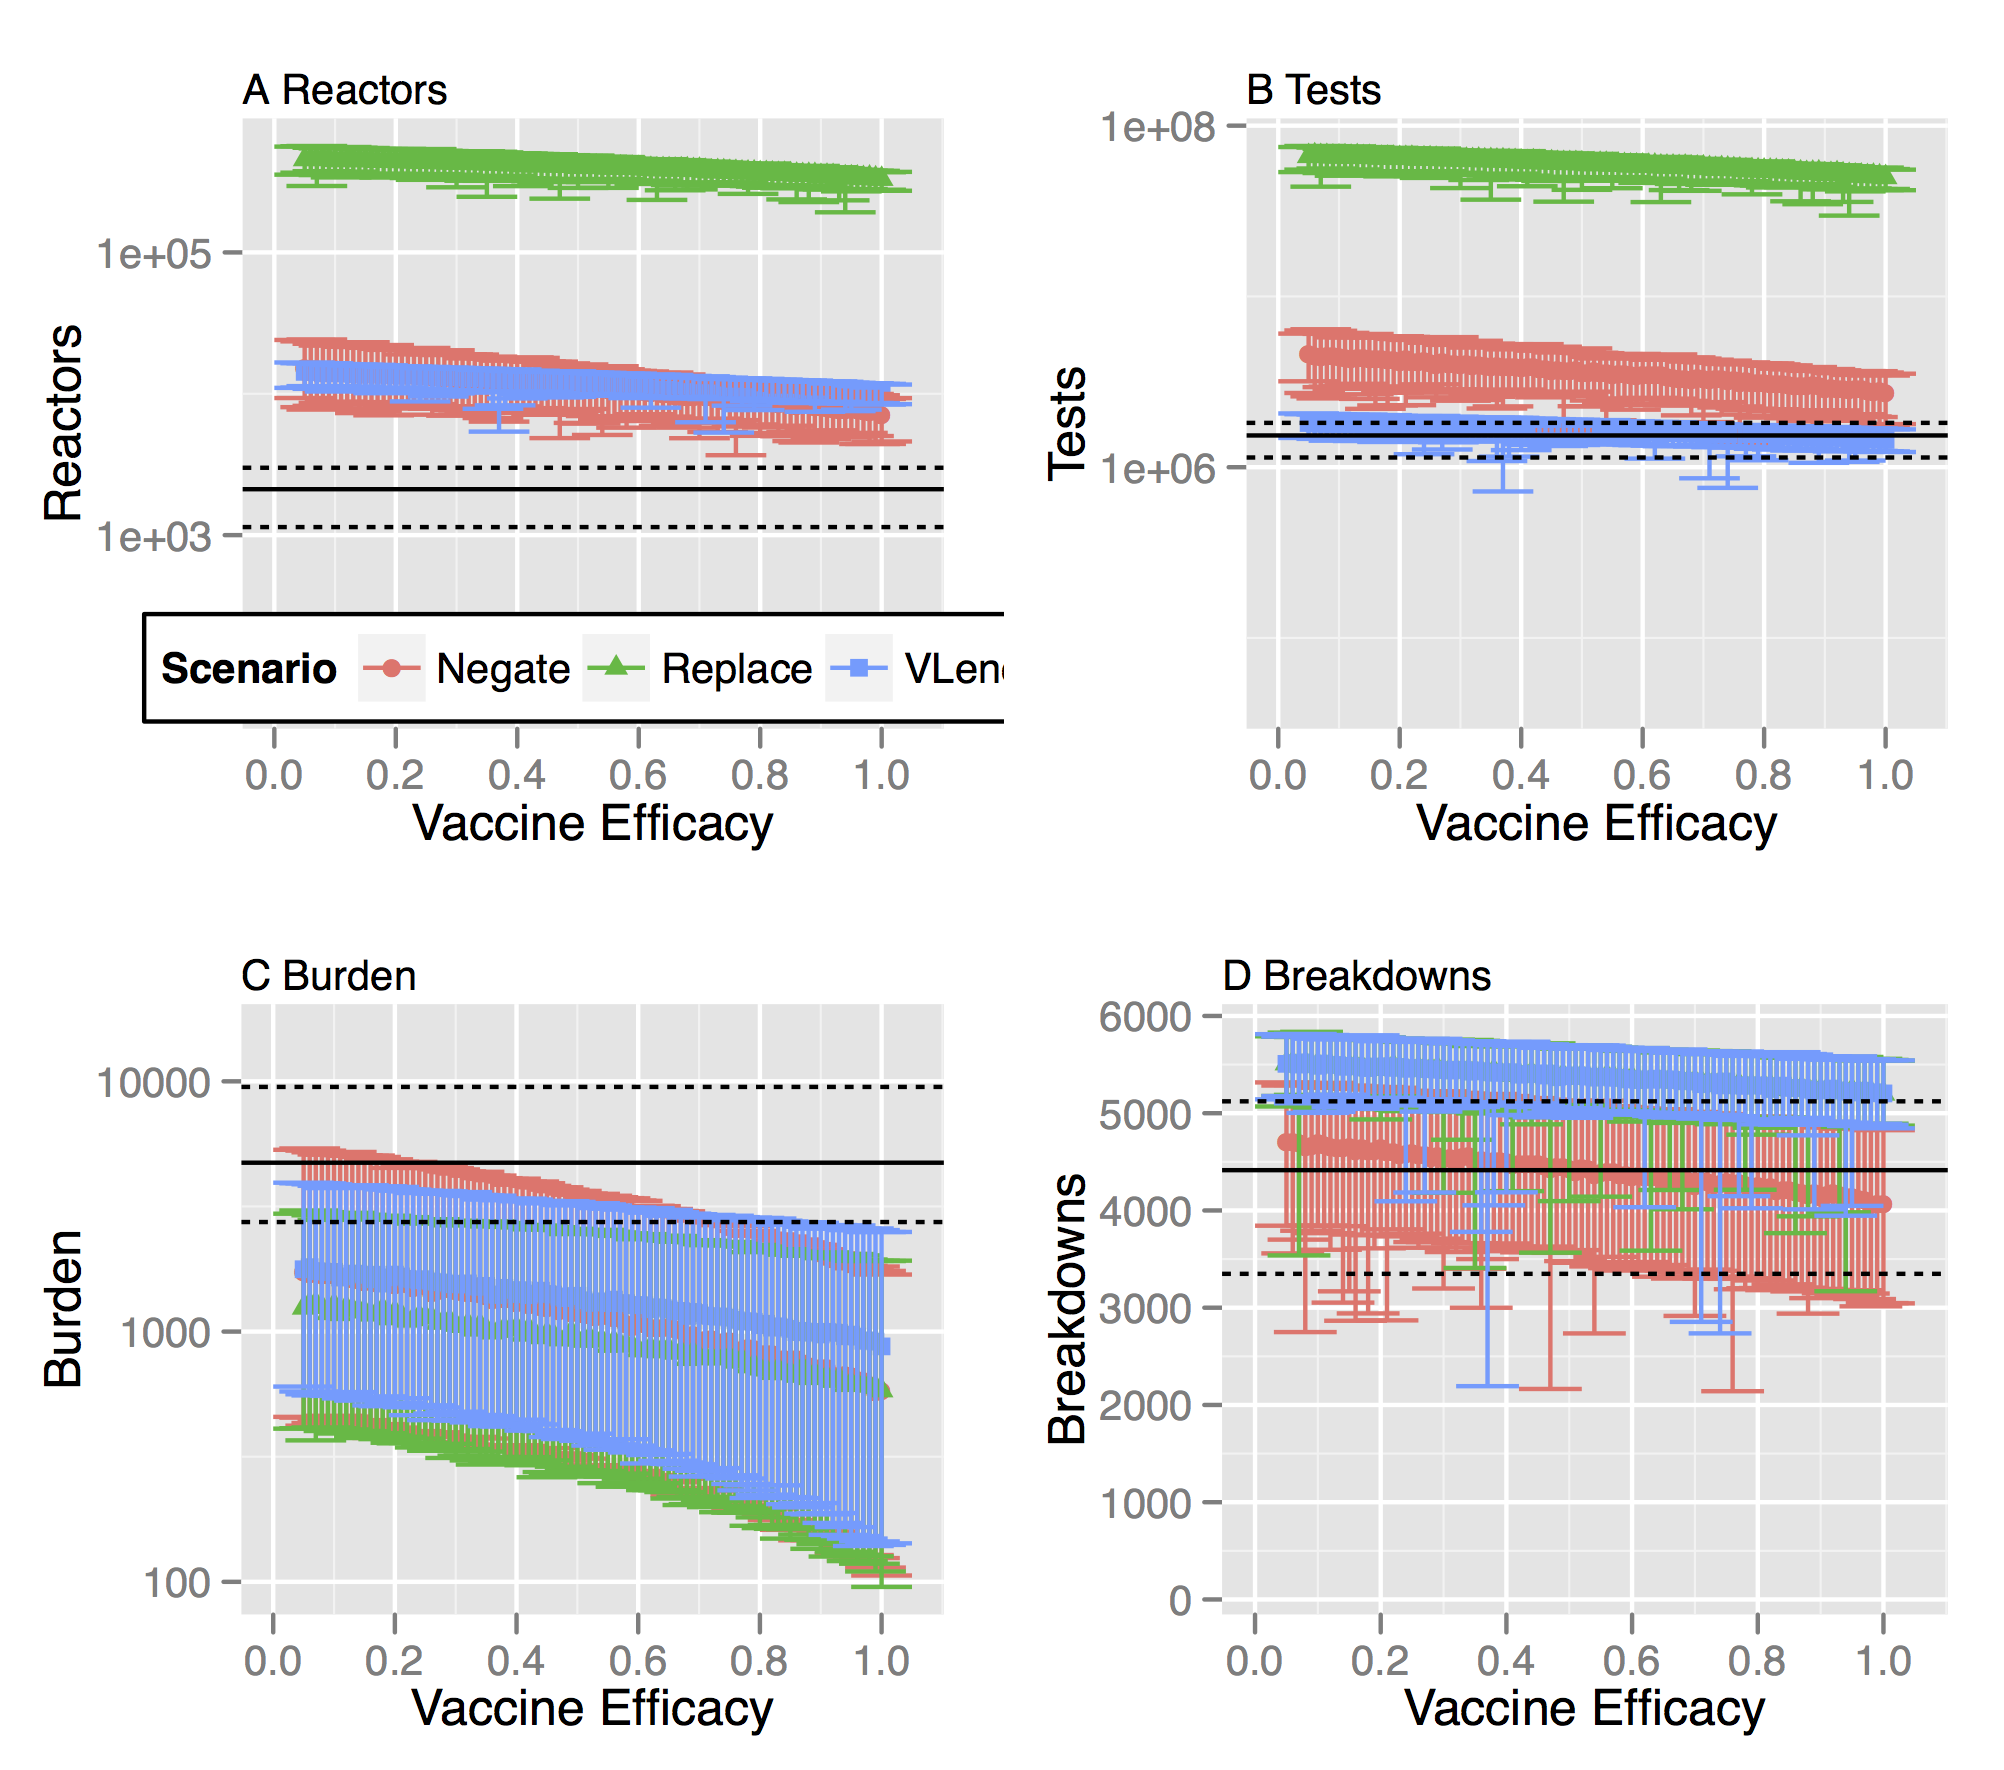 A Reactors
1e+05
1e+03
Reactors
Scenario Negate Replace
0.0 0.2 0.4 0.6 0.8 1.0
Vaccine Efficacy
B Tests
1e+08
1e+06
Tests
0.0 0.2 0.4 0.6 0.8 1.0
Vaccine Efficacy
C Burden
10000
1000
100
Burden
0.0 0.2 0.4 0.6 0.8 1.0
Vaccine Efficacy
D Breakdowns
6000
5000
4000
3000
2000
1000
0
Breakdowns
0.0 0.2 0.4 0.6 0.8 1.0
Vaccine Efficacy